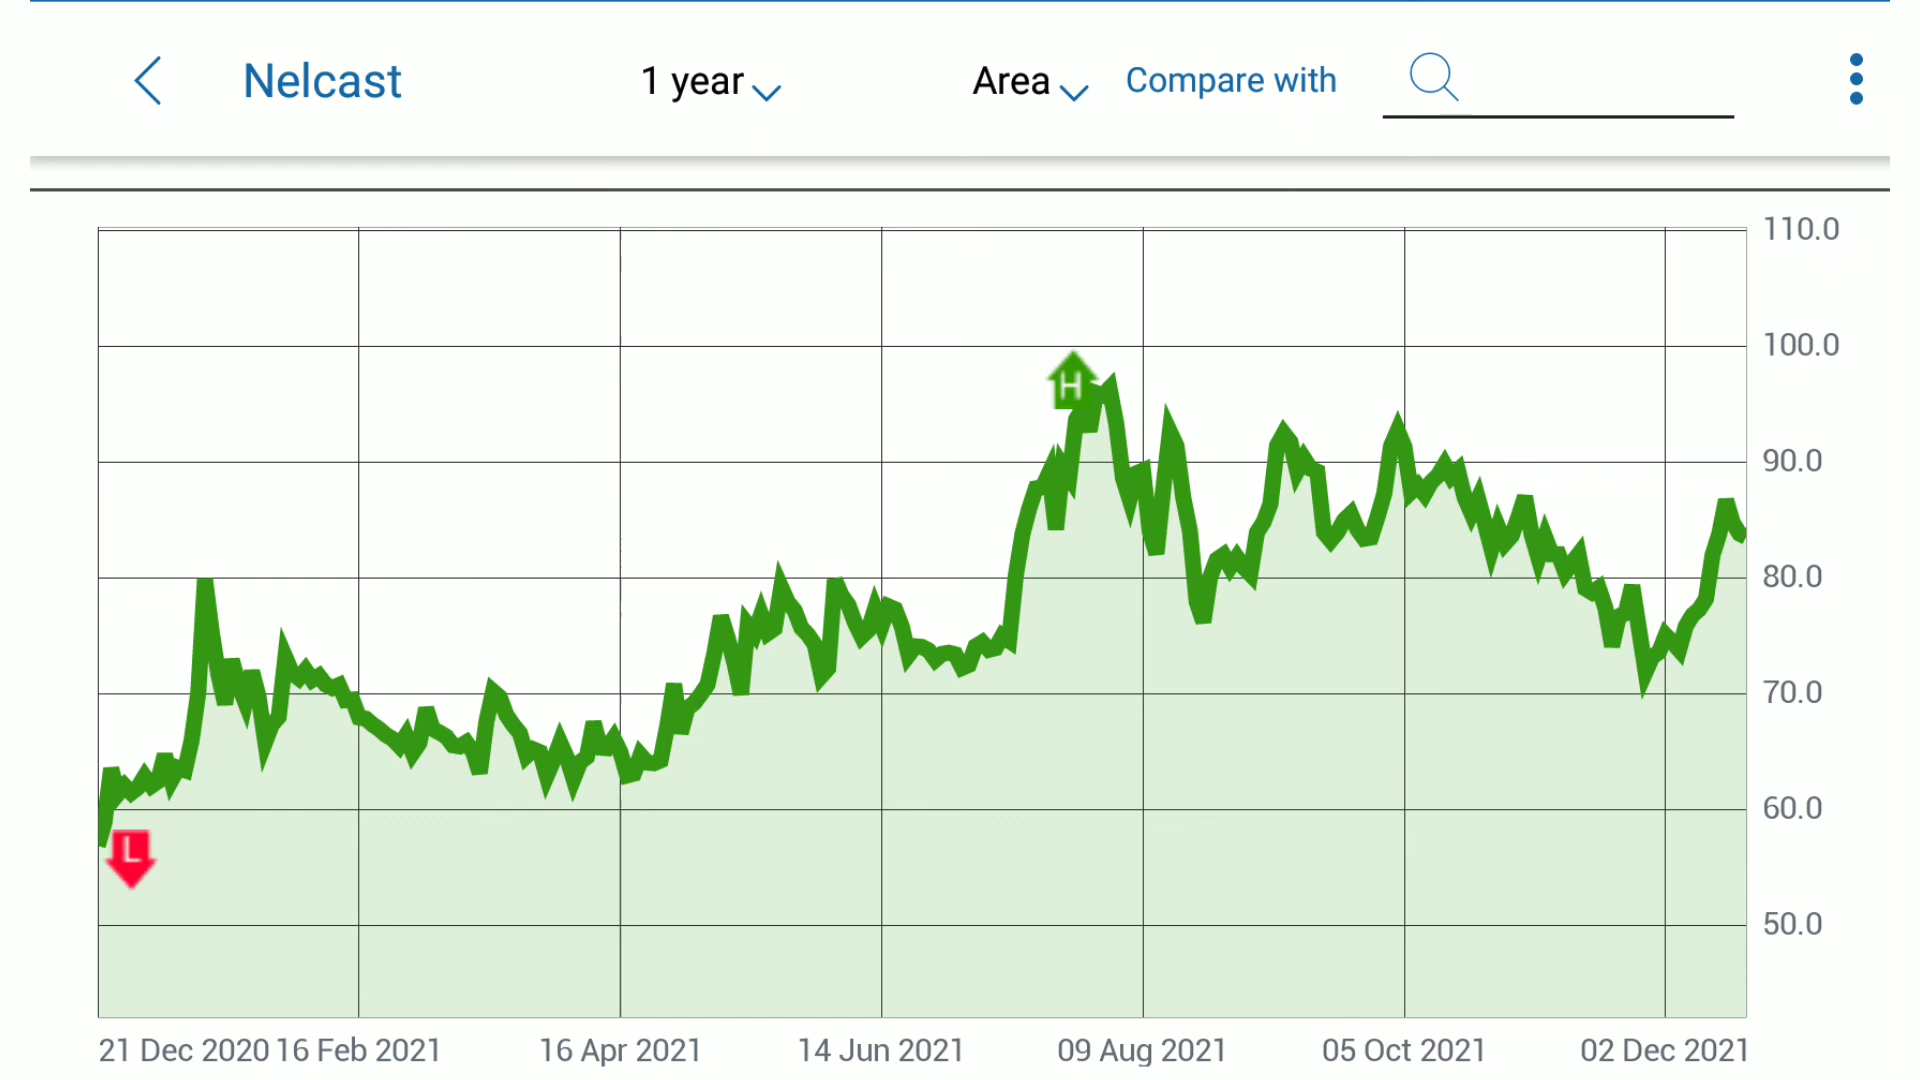 Nelcast 1 year Area Compare with
110.0
100.0
H
90.0
80.0
70.0
60.0
L
50.0
21 Dec 2020 16 Feb 2021 16 Apr 2021 14 Jun 2021 09 Aug 2021 05 Oct 2021 02 Dec 2021